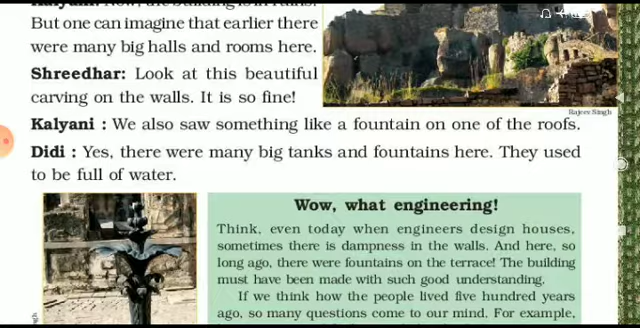 But one can imagine that earlier there
were many big halls and rooms here.
Shreedhar: Look at this beautiful
carving on the walls. It is so fine!
Rajeev Singh
Kalyani : We also saw something like a fountain on one of the roofs.
Didi : Yes, there were many big tanks and fountains here. They used
to be full of water.
Wow, what engineering!
Think, even today when engineers design houses,
sometimes there is dampness in the walls. And here, so
long ago, there were fountains on the terrace! The building
must have been made with such good understanding.
If we think how the people lived five hundred years
ago, so many questions come to our mind. For example,